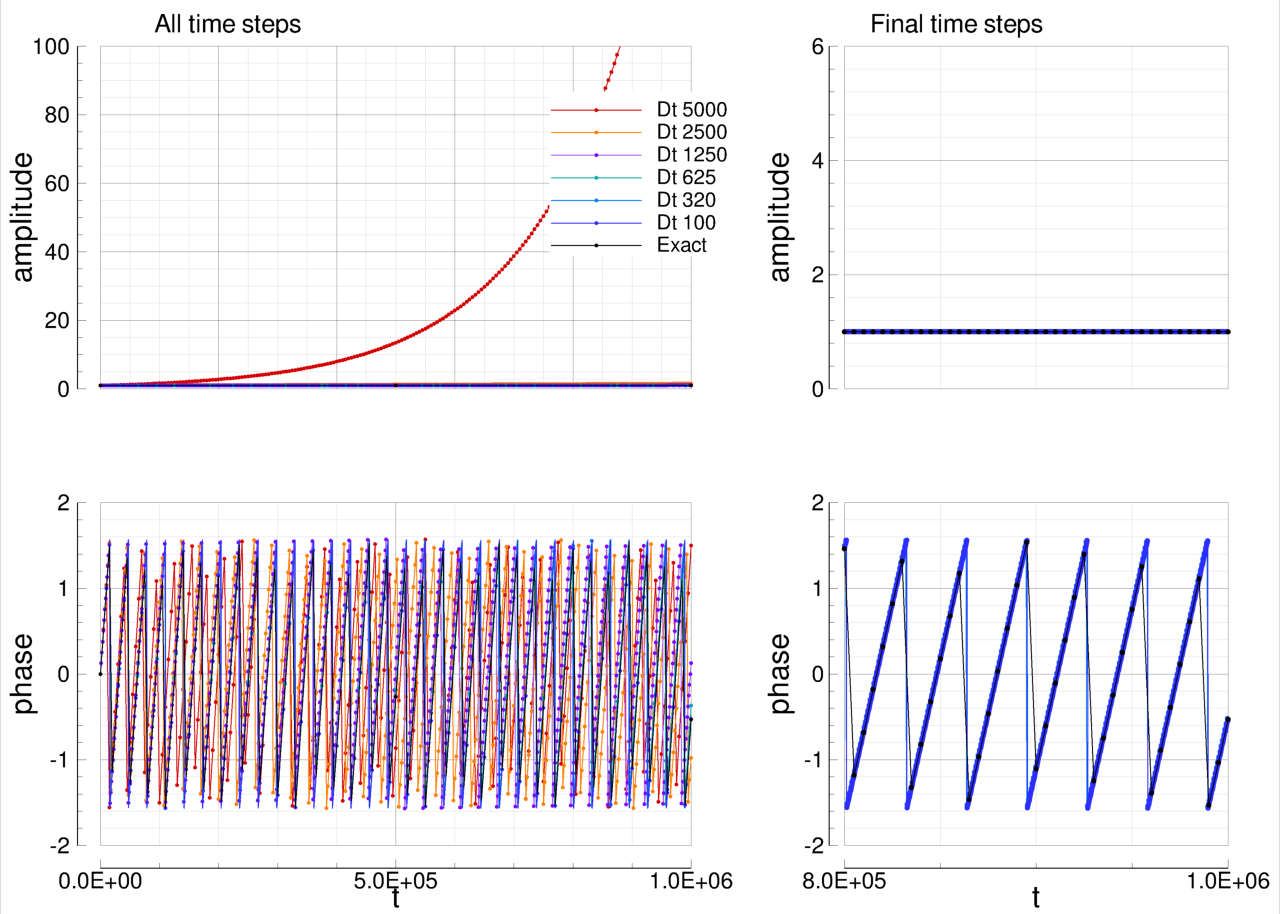 All time steps
Final time steps
100
80
60
40
20
0
amplitude
Dt 5000
Dt 2500
Dt 1250
Dt 625
Dt 320
Dt 100
Exact
6
4
2
0
amplitude
2
1
0
-1
-2
phase
0.0E+00
5.0E+05
1.0E+06
t
2
1
0
-1
-2
phase
8.0E+05
1.0E+06
t